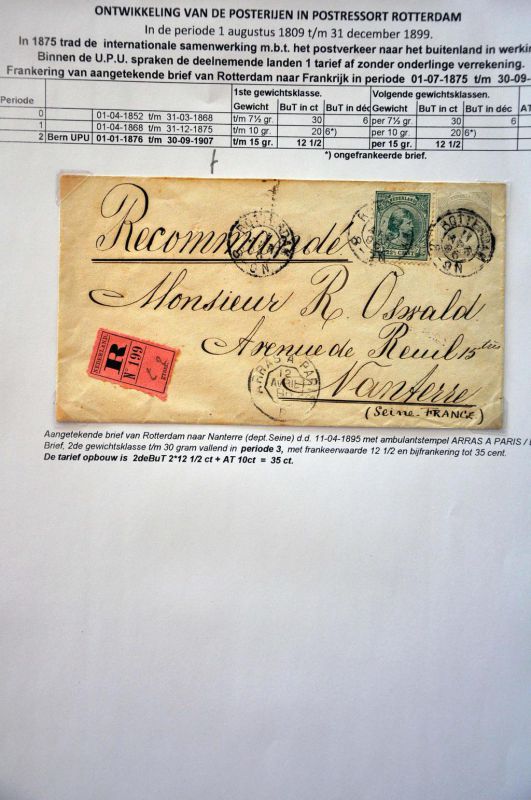 ONTWIKKELING VAN DE POSTERIJEN IN POSTRESSORT ROTTERDAM
In de periode 1 augustus 1809 t/m 31 december 1899.
In 1875 trad de internationale samenwerking m.b.t. het postverkeer naar het buitenland in werkin
Binnen de U.P.U. spraken de deelnemende landen 1 tarief af zonder onderlinge verrekening.
Frankering van aangetekende brief van Rotterdam naar Frankrijk in periode 01-07-1875 t/m 30-09-
1ste gewichtsklasse. Volgende gewichtsklassen.
Periode Gewicht BuT in ct BuT in déc Gewicht BuT in ct BuT in déc AT
0 01-04-1852 t/m 31-03-1868 t/m 7½ gr. 30 6 per 7½ gr. 30 6
1 01-04-1868 t/m 31-12-1875 t/m 10 gr. 20 6*) per 10 gr. 20 6*)
2 Bern UPU 01-01-1876 t/m 30-09-1907 t/m 15 gr. 12 1/2 per 15 gr. 12 1/2
*) ongefrankeerde brief.
Recommandé
NEDERLAND
ROTTERDAM
Monsieur R. Oswald
Avenue de Reuil 15 bis
Nanterre
(Seine-FRANCE)
NEDERLAND
R
N 199
ARRAS A PARIS
12
AVRIL
Aangetekende brief van Rotterdam naar Nanterre (dept.Seine) d.d. 11-04-1895 met ambulantstempel ARRAS A PARIS /
Brief, 2de gewichtsklasse t/m 30 gram vallend in periode 3, met frankeerwaarde 12 1/2 en bijfrankering tot 35 cent.
De tarief opbouw is 2deBuT 2*12 1/2 ct + AT 10ct = 35 ct.